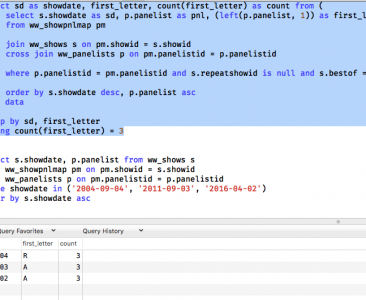 ct sd as showdate, first_letter, count(first_letter) as count from (
select s.showdate as sd, p.panelist as pnl, (left(p.panelist, 1)) as first_l
from ww_showpnlmap pm
join ww_shows s on pm.showid = s.showid
cross join ww_panelists p on pm.panelistid = p.panelistid
where p.panelistid = pm.panelistid and s.repeatshowid is null and s.bestof =
order by s.showdate desc, p.panelist asc
data
p by sd, first_letter
ng count(first_letter) = 3
ct s.showdate, p.panelist from ww_shows s
ww_showpnlmap pm on pm.showid = s.showid
ww_panelists p on pm.panelistid = p.panelistid
e showdate in ('2004-09-04', '2011-09-03', '2016-04-02')
r by s.showdate asc
uery Favorites Query History
first_letter count
04 R 3
03 A 3
02 A 3